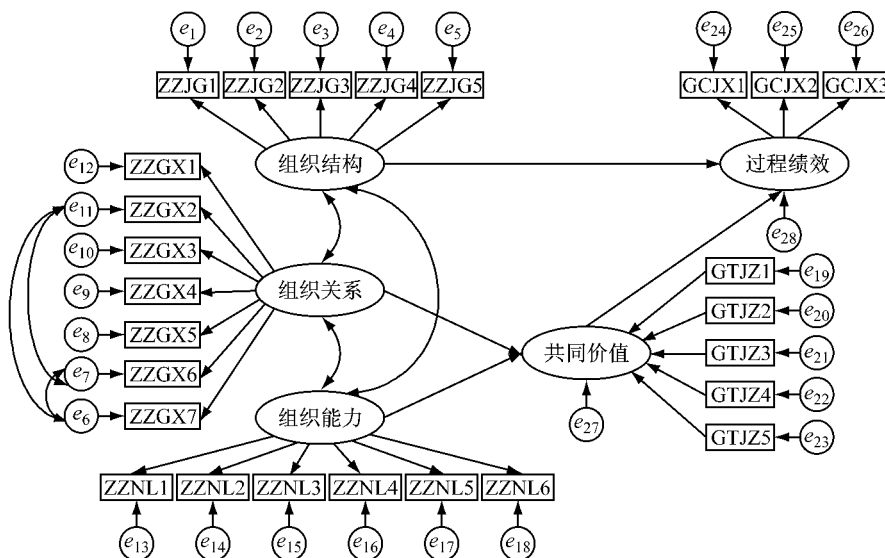 e1 e2 e3 e4 e5 e24 e25 e26
ZZJG1 ZZJG2 ZZJG3 ZZJG4 ZZJG5 GCJX1 GCJX2 GCJX3
组织结构 过程绩效
e12 ZZGX1
e11 ZZGX2
e28
e10 ZZGX3
GTJZ1 e19
e9 ZZGX4 组织关系
GTJZ2 e20
e8 ZZGX5
共同价值 GTJZ3 e21
e7 ZZGX6
GTJZ4 e22
e6 ZZGX7 组织能力
e27
GTJZ5 e23
ZZNL1 ZZNL2 ZZNL3 ZZNL4 ZZNL5 ZZNL6
e13 e14 e15 e16 e17 e18